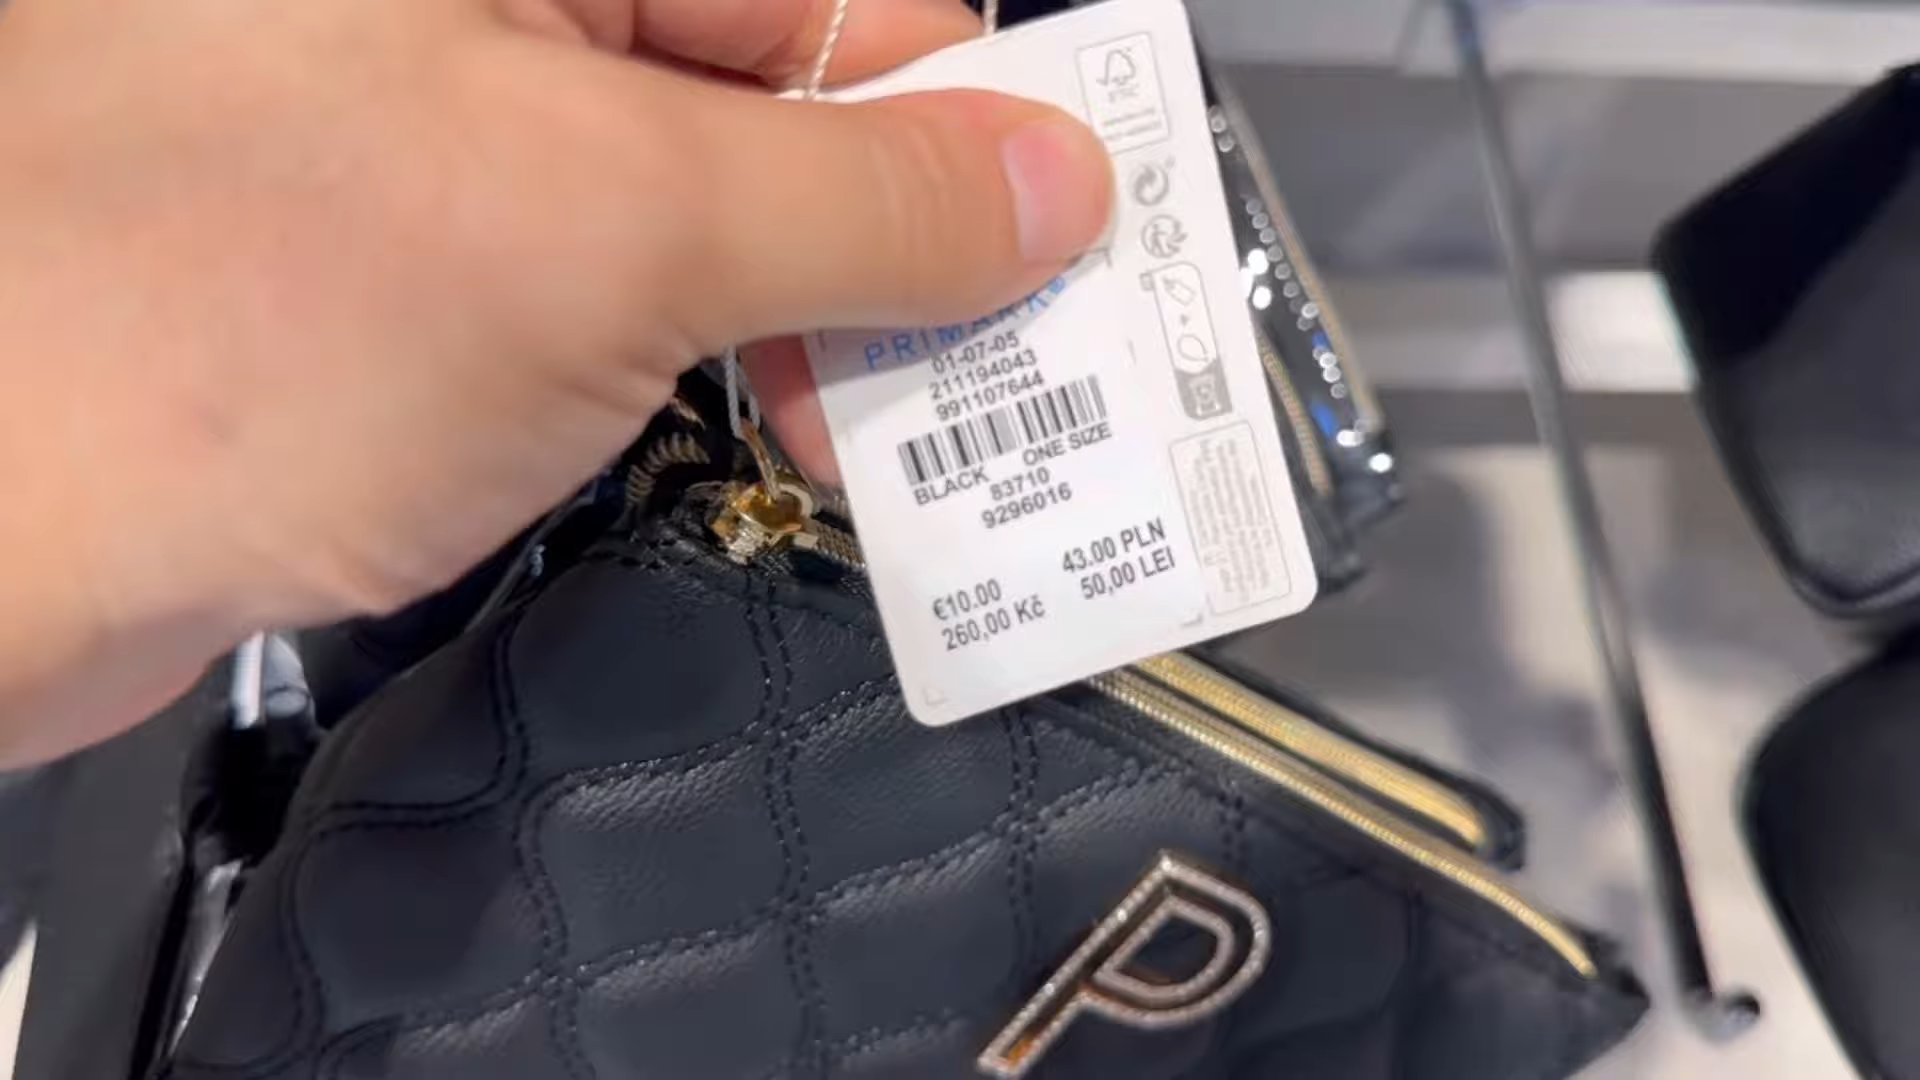 PRIMARK®
01-07-05
211194043
991107644
BLACK ONE SIZE
83710
9296016
43.00 PLN
€10.00 50,00 LEI
260,00 Kč
P